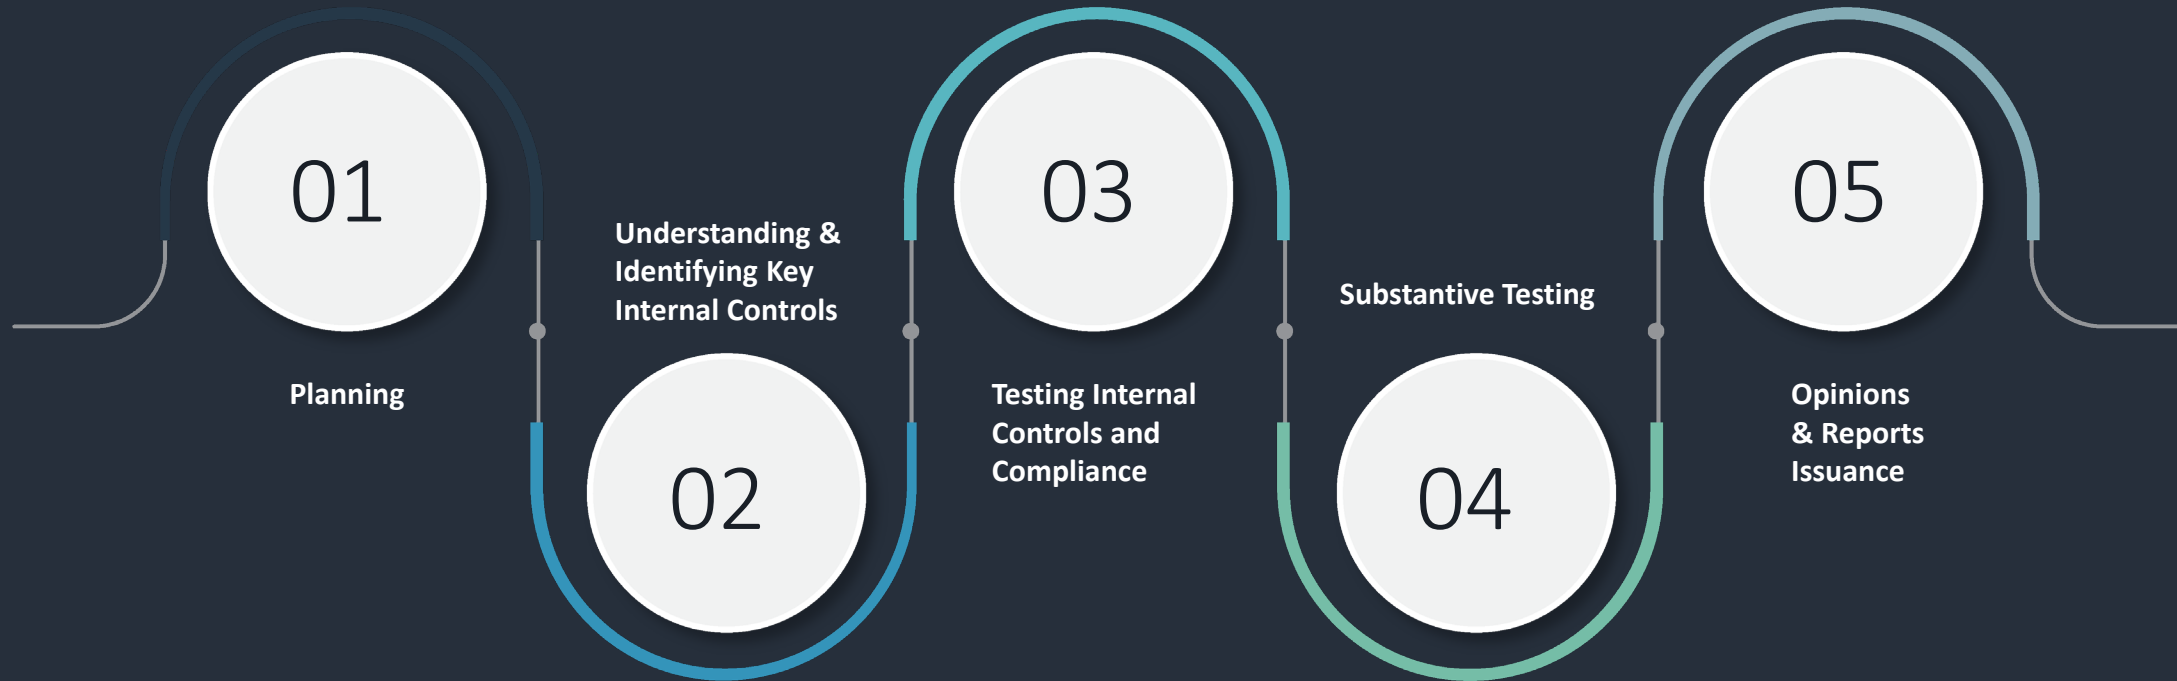 01
Planning
Understanding &
Identifying Key
Internal Controls
02
03
Testing Internal
Controls and
Compliance
Substantive Testing
04
05
Opinions
& Reports
Issuance